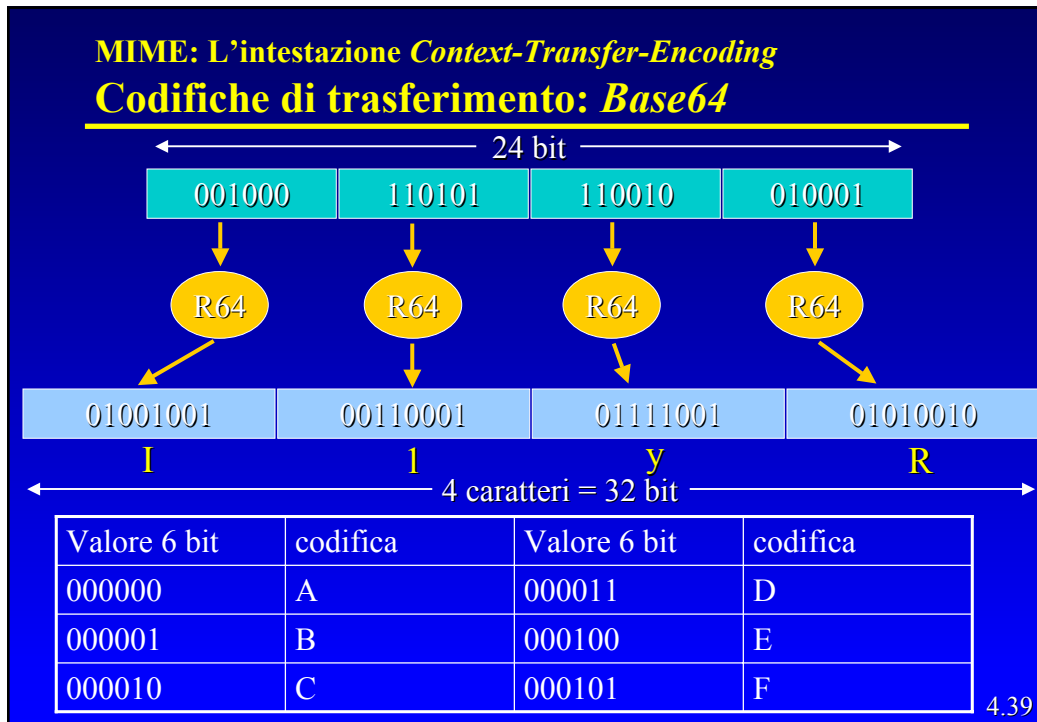 MIME: L'intestazione Context-Transfer-Encoding
Codifiche di trasferimento: Base64
24 bit
001000 110101 110010 010001
R64 R64 R64 R64
01001001 00110001 01111001 01010010
I 1 y R
4 caratteri = 32 bit
Valore 6 bit codifica Valore 6 bit codifica
000000 A 000011 D
000001 B 000100 E
000010 C 000101 F
4.39